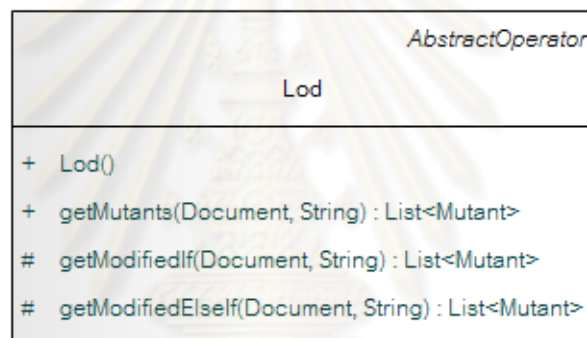 AbstractOperator
Lod
+ Lod()
+ getMutants(Document, String) : List<Mutant>
# getModifiedIf(Document, String) : List<Mutant>
# getModifiedElseIf(Document, String) : List<Mutant>